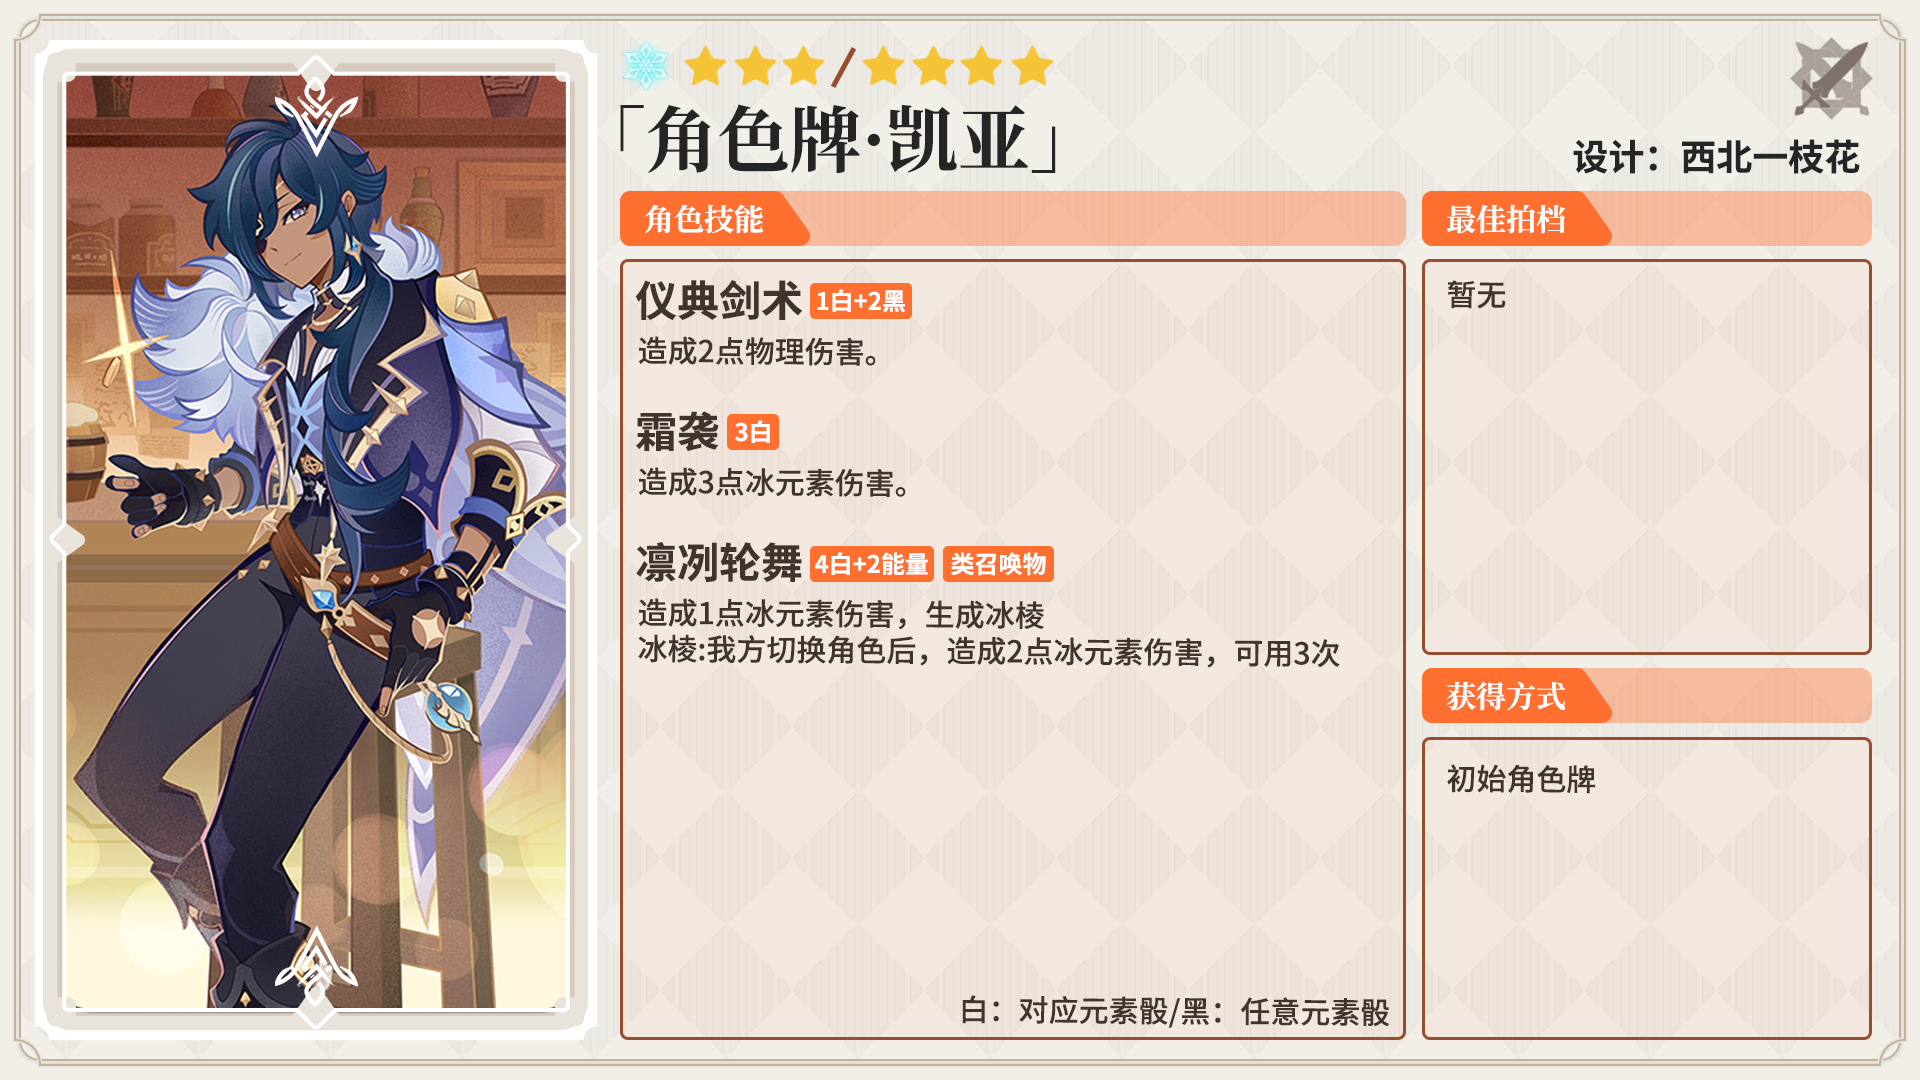 「角色牌·凯亚」
设计：西北一枝花
角色技能
仪典剑术 1白+2黑
造成2点物理伤害。
霜袭 3白
造成3点冰元素伤害。
凛冽轮舞 4白+2能量 类召唤物
造成1点冰元素伤害，生成冰棱
冰棱:我方切换角色后，造成2点冰元素伤害，可用3次
白：对应元素骰/黑：任意元素骰
最佳拍档
暂无
获得方式
初始角色牌